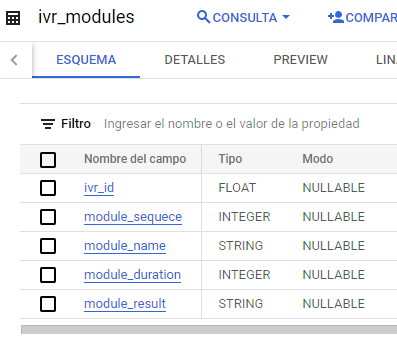 ivr_modules CONSULTA COMPAR
ESQUEMA DETALLES PREVIEW LINA
Filtro Ingresar el nombre o el valor de la propiedad
Nombre del campo Tipo Modo
ivr_id FLOAT NULLABLE
module_sequece INTEGER NULLABLE
module_name STRING NULLABLE
module_duration INTEGER NULLABLE
module_result STRING NULLABLE